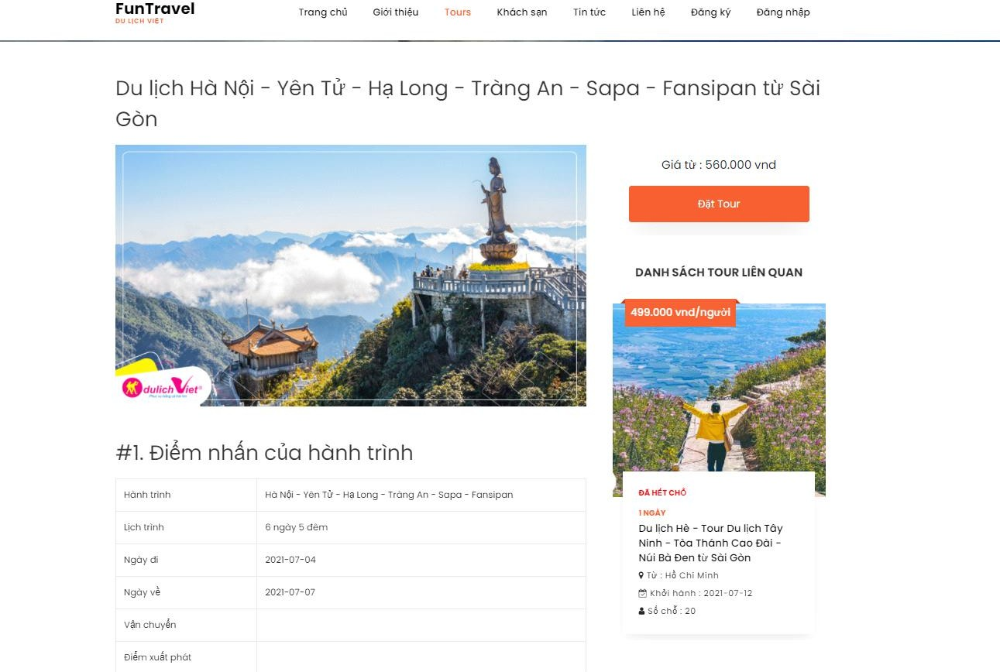 FunTravel
DU LỊCH VIỆT
Trang chủ
Giới thiệu
Tours
Khách sạn
Tin tức
Liên hệ
Đăng ký
Đăng nhập
Du lịch Hà Nội - Yên Tử - Hạ Long - Tràng An - Sapa - Fansipan từ Sài
Gòn
dulichViet®
Giá từ : 560.000 vnd
Đặt Tour
DANH SÁCH TOUR LIÊN QUAN
499.000 vnd/người
ĐÃ HẾT CHỖ
1 NGÀY
Du lịch Hè - Tour Du lịch Tây
Ninh - Tòa Thánh Cao Đài -
Núi Bà Đen từ Sài Gòn
Từ : Hồ Chí Minh
Khởi hành : 2021-07-12
Số chỗ : 20
#1. Điểm nhấn của hành trình
Hành trình
Hà Nội - Yên Tử - Hạ Long - Tràng An - Sapa - Fansipan
Lịch trình
6 ngày 5 đêm
Ngày đi
2021-07-04
Ngày về
2021-07-07
Vận chuyển
Điểm xuất phát